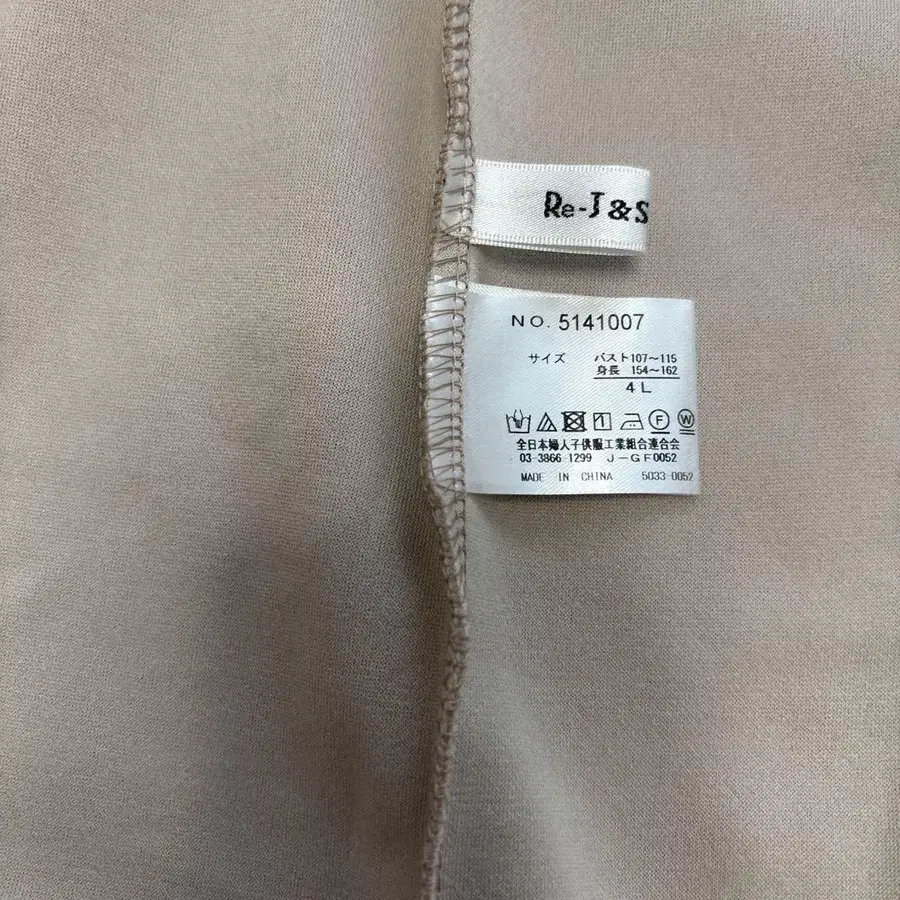 Re-J&S
NO. 5141007
サイズ バスト107～115
身長 154～162
4L
全日本婦人子供服工業組合連合会
03-3866-1299 J-GF0052
MADE IN CHINA 5033-0052